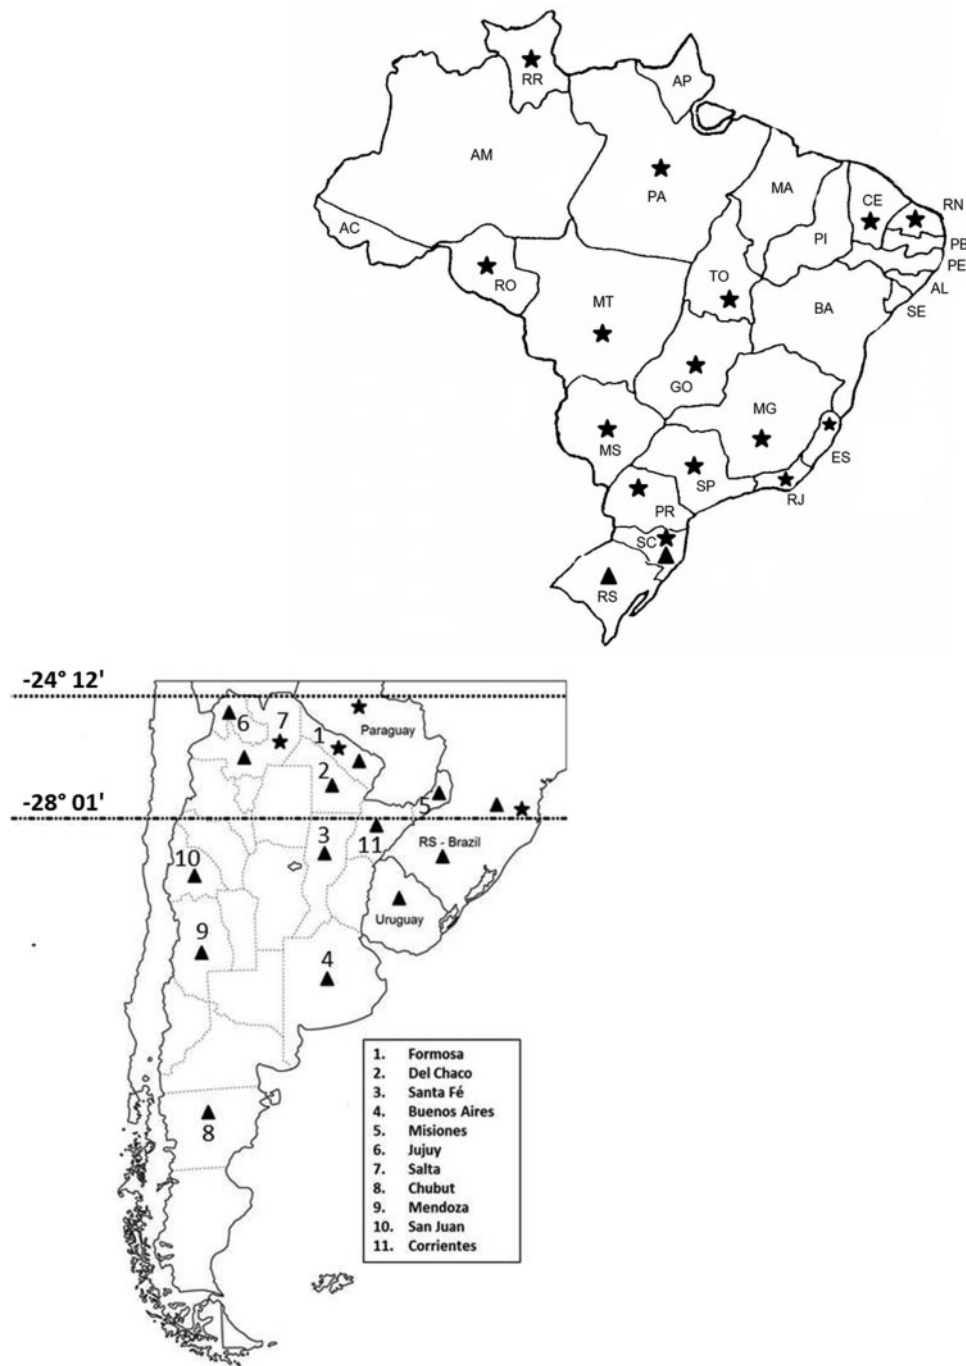 RR
AP
AM
PA
MA
CE
RN
PI
PB
PE
AC
RO
TO
AL
SE
MT
BA
GO
MG
MS
ES
SP
RJ
PR
SC
RS
-24° 12'
6
7
1
Paraguay
2
5
-28° 01'
3
11
RS - Brazil
10
Uruguay
9
4
8
1. Formosa
2. Del Chaco
3. Santa Fé
4. Buenos Aires
5. Misiones
6. Jujuy
7. Salta
8. Chubut
9. Mendoza
10. San Juan
11. Corrientes